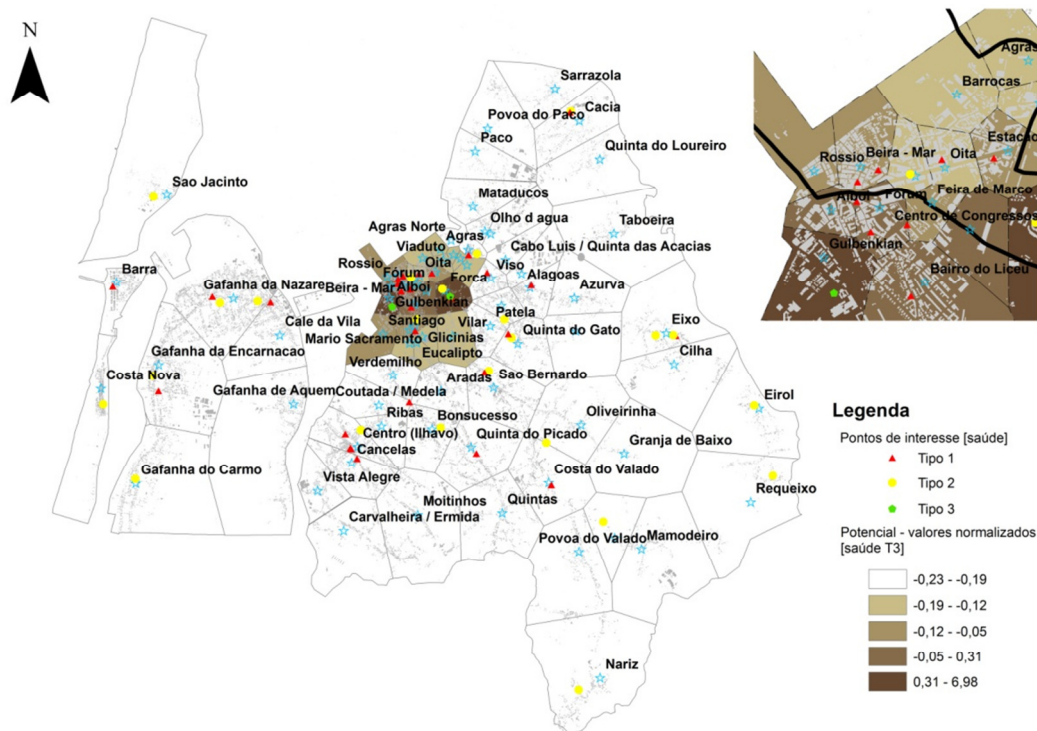 N
Sarrazola
Cacia
Povoa do Paco
Paco
Quinta do Loureiro
Sao Jacinto
Mataducos
Olho d agua
Taboeira
Agras Norte
Agras
Viaduto
Cabo Luis / Quinta das Acacias
Oita
Rossio
Viso
Forca
Fórum
Alagoas
Barra
Gafanha da Nazare
Beira - Mar
Alboi
Azurva
Gulbenkian
Patela
Cale da Vila
Santiago
Vilar
Quinta do Gato
Eixo
Mario Sacramento
Glicinias
Gafanha da Encarnacao
Eucalipto
Cilha
Verdemilho
Costa Nova
Aradas
Sao Bernardo
Gafanha de Aquem
Coutada / Medela
Eirol
Ribas
Bonsucesso
Oliveirinha
Centro (Ilhavo)
Quinta do Picado
Granja de Baixo
Cancelas
Gafanha do Carmo
Costa do Valado
Vista Alegre
Requeixo
Moitinhos
Quintas
Carvalheira / Ermida
Povoa do Valado
Mamodeiro
Nariz
Agras
Barrocas
Estacao
Rossio
Beira - Mar
Oita
Alboi
Forum
Feira de Marco
Centro de Congressos
Gulbenkian
Bairro do Liceu
Legenda
Pontos de interesse [saúde]
Tipo 1
Tipo 2
Tipo 3
Potencial - valores normalizados
[saúde T3]
-0,23 - -0,19
-0,19 - -0,12
-0,12 - -0,05
-0,05 - 0,31
0,31 - 6,98